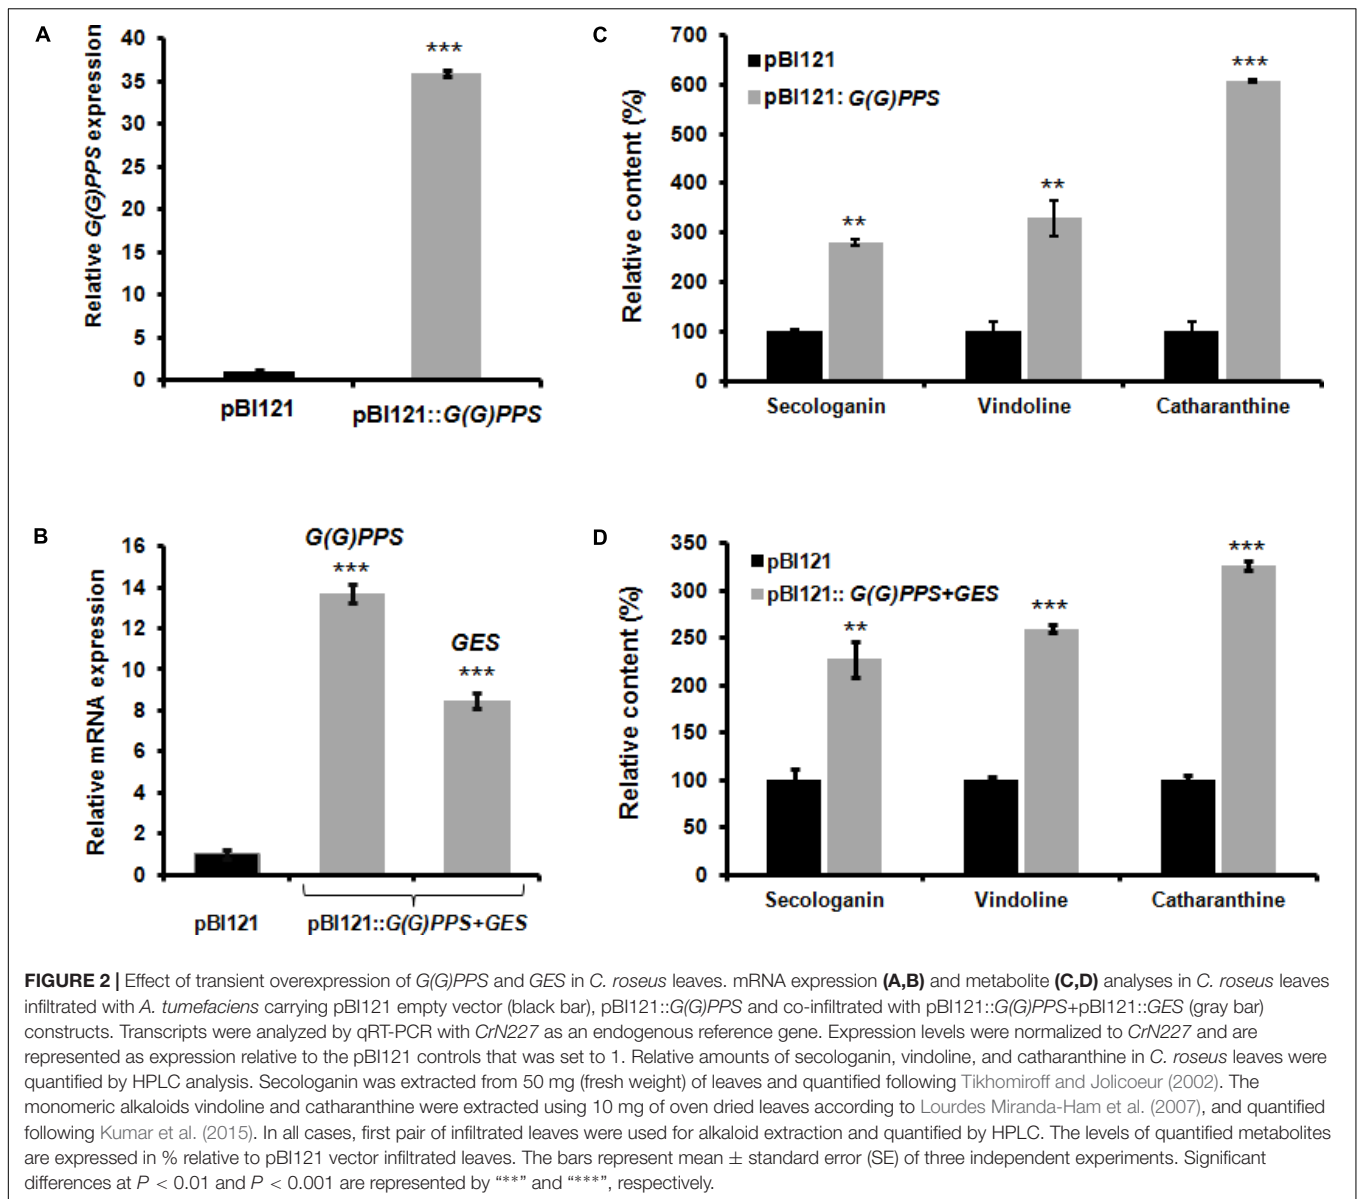 A
Relative G(G)PPS expression
40
35
30
25
20
15
10
5
0
***
pBI121
pBI121::G(G)PPS
C
Relative content (%)
700
600
500
400
300
200
100
0
pBI121
pBI121: G(G)PPS
**
**
***
Secologanin
Vindoline
Catharanthine
B
Relative mRNA expression
16
14
12
10
8
6
4
2
0
G(G)PPS
***
GES
***
pBI121
pBI121::G(G)PPS+GES
D
Relative content (%)
350
300
250
200
150
100
50
0
pBI121
pBI121:: G(G)PPS+GES
**
***
***
Secologanin
Vindoline
Catharanthine
FIGURE 2 | Effect of transient overexpression of G(G)PPS and GES in C. roseus leaves. mRNA expression (A,B) and metabolite (C,D) analyses in C. roseus leaves
infiltrated with A. tumefaciens carrying pBI121 empty vector (black bar), pBI121::G(G)PPS and co-infiltrated with pBI121::G(G)PPS+pBI121::GES (gray bar)
constructs. Transcripts were analyzed by qRT-PCR with CrN227 as an endogenous reference gene. Expression levels were normalized to CrN227 and are
represented as expression relative to the pBI121 controls that was set to 1. Relative amounts of secologanin, vindoline, and catharanthine in C. roseus leaves were
quantified by HPLC analysis. Secologanin was extracted from 50 mg (fresh weight) of leaves and quantified following Tikhomiroff and Jolicoeur (2002). The
monomeric alkaloids vindoline and catharanthine were extracted using 10 mg of oven dried leaves according to Lourdes Miranda-Ham et al. (2007), and quantified
following Kumar et al. (2015). In all cases, first pair of infiltrated leaves were used for alkaloid extraction and quantified by HPLC. The levels of quantified metabolites
are expressed in % relative to pBI121 vector infiltrated leaves. The bars represent mean ± standard error (SE) of three independent experiments. Significant
differences at P < 0.01 and P < 0.001 are represented by "**" and "***", respectively.